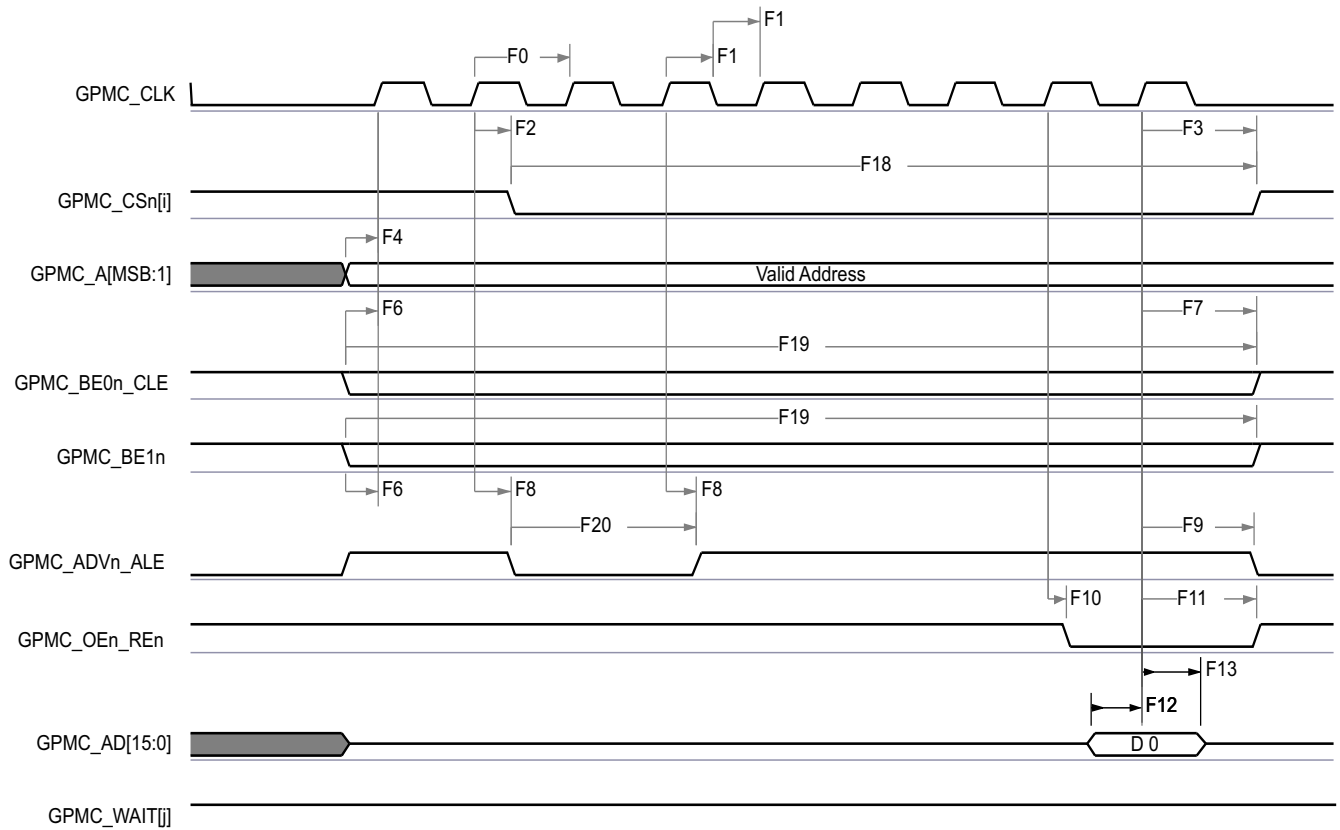 F1
F0
F1
GPMC_CLK
F2
F3
F18
GPMC_CSn[i]
F4
GPMC_A[MSB:1]
Valid Address
F6
F7
F19
GPMC_BE0n_CLE
F19
GPMC_BE1n
F6
F8
F8
F20
F9
GPMC_ADVn_ALE
F10
F11
GPMC_OEn_REn
F13
F12
GPMC_AD[15:0]
D 0
GPMC_WAIT[j]